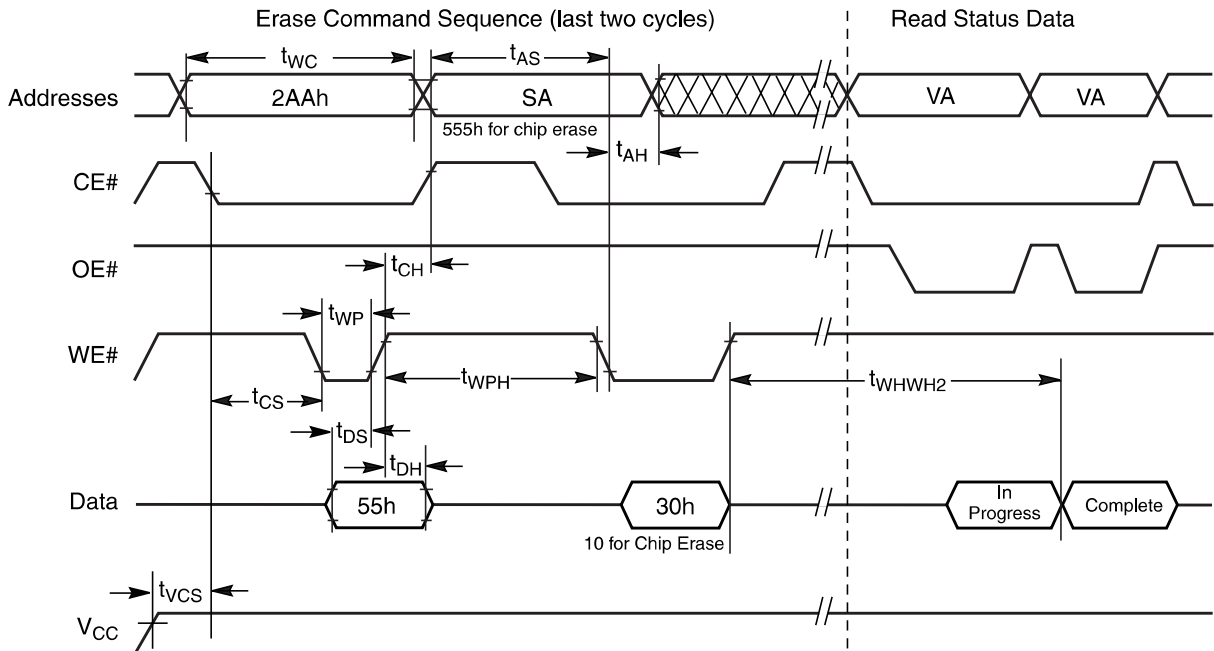 Erase Command Sequence (last two cycles)
Read Status Data
tWC
tAS
Addresses
2AAh
SA
VA
VA
555h for chip erase
tAH
CE#
OE#
tCH
tWP
WE#
tWPH
tWHWH2
tCS
tDS
tDH
Data
55h
30h
In
Progress
Complete
10 for Chip Erase
tVCS
VCC